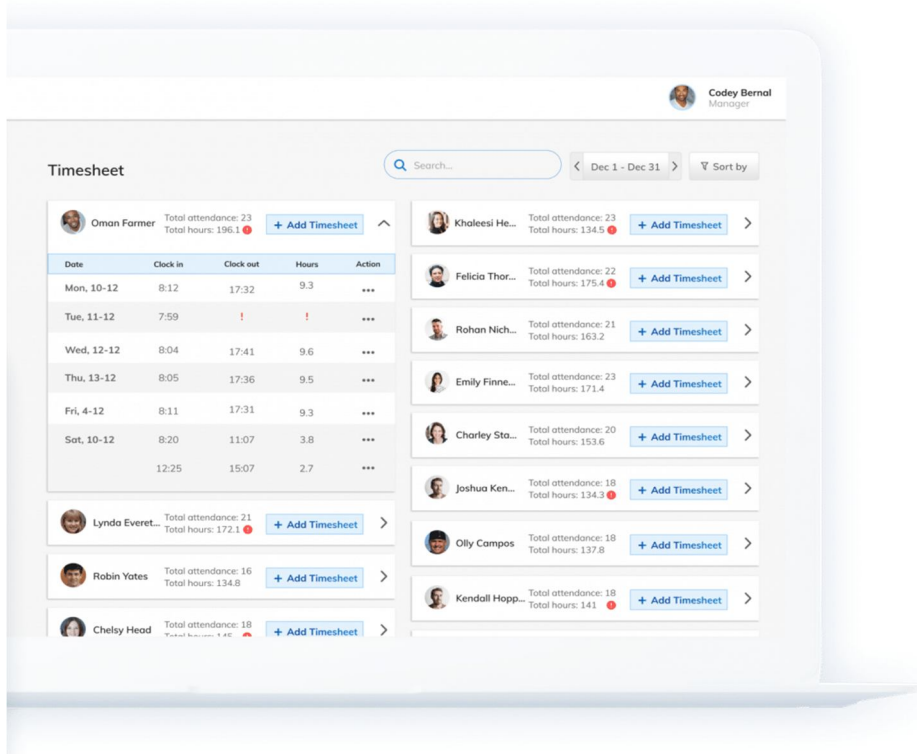 Codey Bernal
Manager
Timesheet
Search...
Dec 1 - Dec 31
Sort by
Oman Farmer
Total attendance: 23
Total hours: 196.1 !
+ Add Timesheet
Date Clock in Clock out Hours Action
Mon, 10-12 8:12 17:32 9.3 •••
Tue, 11-12 7:59 ! ! •••
Wed, 12-12 8:04 17:41 9.6 •••
Thu, 13-12 8:05 17:36 9.5 •••
Fri, 4-12 8:11 17:31 9.3 •••
Sat, 10-12 8:20 11:07 3.8 •••
12:25 15:07 2.7 •••
Lynda Everet...
Total attendance: 21
Total hours: 172.1 !
+ Add Timesheet
Robin Yates
Total attendance: 16
Total hours: 134.8
+ Add Timesheet
Chelsy Head
Total attendance: 18
Total hours: 145 !
+ Add Timesheet
Khaleesi He...
Total attendance: 23
Total hours: 134.5 !
+ Add Timesheet
Felicia Thor...
Total attendance: 22
Total hours: 175.4 !
+ Add Timesheet
Rohan Nich...
Total attendance: 21
Total hours: 163.2
+ Add Timesheet
Emily Finne...
Total attendance: 23
Total hours: 171.4
+ Add Timesheet
Charley Sta...
Total attendance: 20
Total hours: 153.6
+ Add Timesheet
Joshua Ken...
Total attendance: 18
Total hours: 134.3 !
+ Add Timesheet
Olly Campos
Total attendance: 18
Total hours: 137.8
+ Add Timesheet
Kendall Hopp...
Total attendance: 18
Total hours: 141 !
+ Add Timesheet